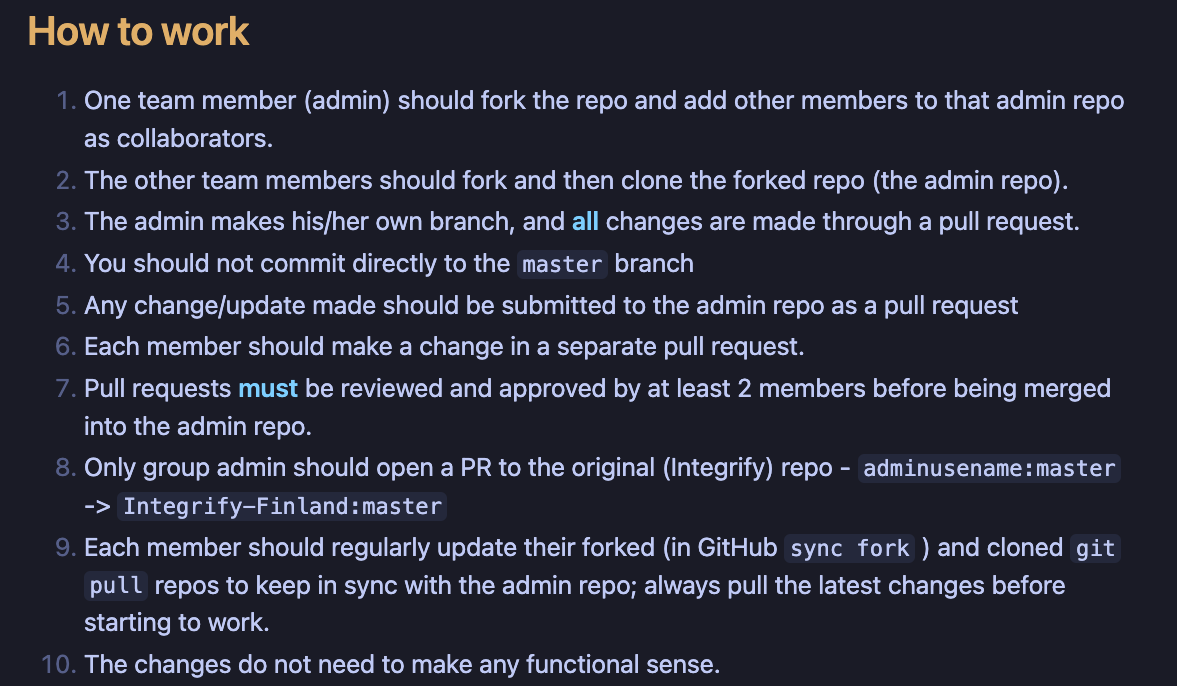 How to work
1. One team member (admin) should fork the repo and add other members to that admin repo
as collaborators.
2. The other team members should fork and then clone the forked repo (the admin repo).
3. The admin makes his/her own branch, and all changes are made through a pull request.
4. You should not commit directly to the master branch
5. Any change/update made should be submitted to the admin repo as a pull request
6. Each member should make a change in a separate pull request.
7. Pull requests must be reviewed and approved by at least 2 members before being merged
into the admin repo.
8. Only group admin should open a PR to the original (Integrify) repo - adminusename:master
-> Integrify-Finland:master
9. Each member should regularly update their forked (in GitHub sync fork ) and cloned git
pull repos to keep in sync with the admin repo; always pull the latest changes before
starting to work.
10. The changes do not need to make any functional sense.